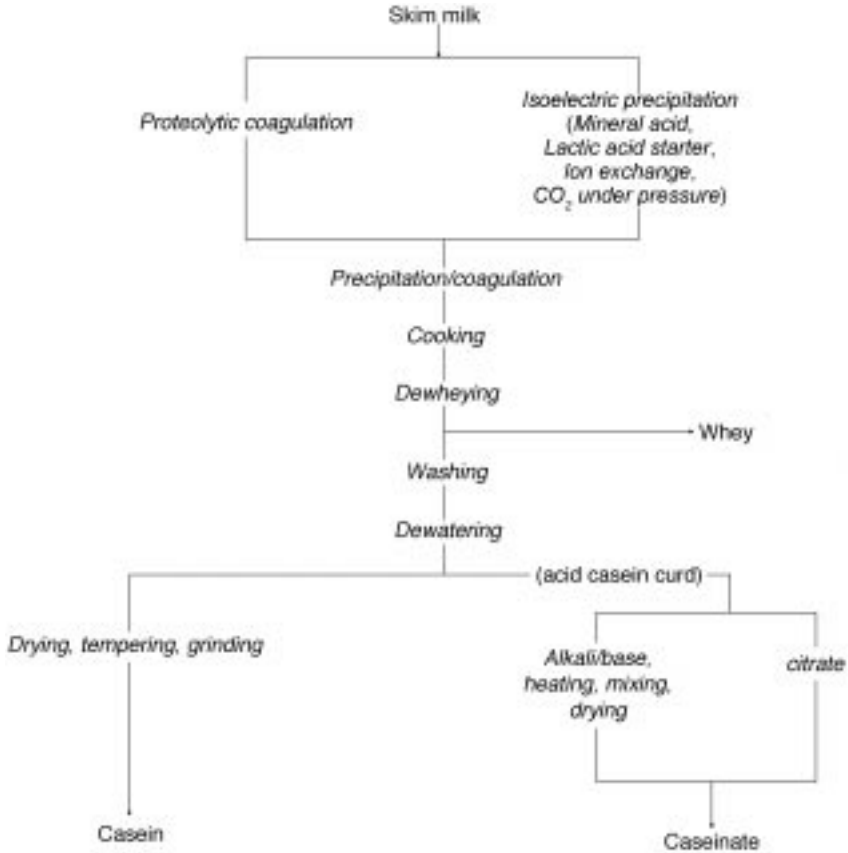 Skim milk
Proteolytic coagulation
Isoelectric precipitation
(Mineral acid,
Lactic acid starter,
Ion exchange,
CO₂ under pressure)
Precipitation/coagulation
Cooking
Dewheying
Whey
Washing
Dewatering
(acid casein curd)
Drying, tempering, grinding
Alkali/base,
heating, mixing,
drying
citrate
Casein
Caseinate